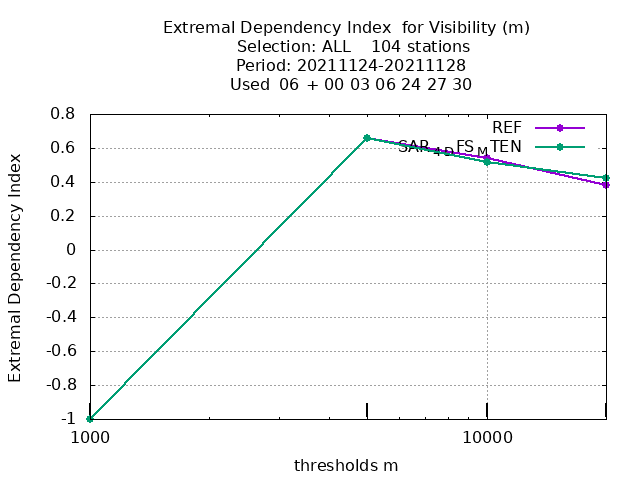 Extremal Dependency Index for Visibility (m)
Selection: ALL 104 stations
Period: 20211124-20211128
Used 06 + 00 03 06 24 27 30
Extremal Dependency Index
0.8
0.6
0.4
0.2
0
-0.2
-0.4
-0.6
-0.8
-1
REF
SAR_{+D}FS_MTEN
1000
10000
thresholds m